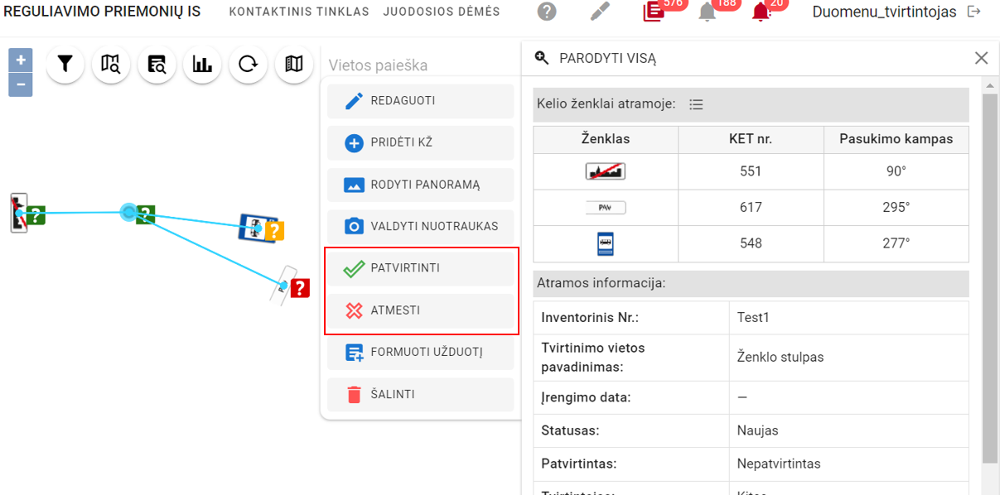 REGULIAVIMO PRIEMONIŲ IS
KONTAKTINIS TINKLAS
JUODOSIOS DĖMĖS
576
188
20
Duomenu_tvirtintojas
Vietos paieška
REDAGUOTI
PRIDĖTI KŽ
RODYTI PANORAMĄ
VALDYTI NUOTRAUKAS
PATVIRTINTI
ATMESTI
FORMUOTI UŽDUOTĮ
ŠALINTI
PARODYTI VISĄ
Kelio ženklai atramoje:
Ženklas KET nr. Pasukimo kampas
551 90°
617 295°
548 277°
Atramos informacija:
Inventorinis Nr.: Test1
Tvirtinimo vietos pavadinimas: Ženklo stulpas
Įrengimo data: —
Statusas: Naujas
Patvirtintas: Nepatvirtintas